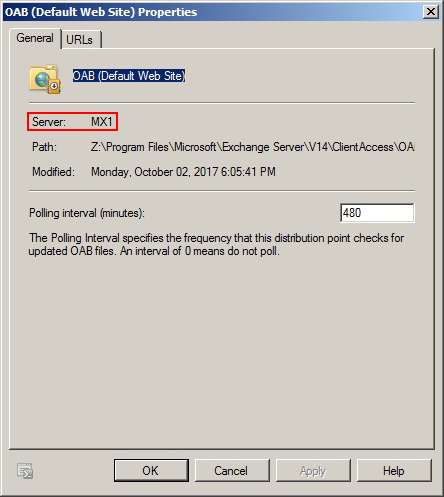 OAB (Default Web Site) Properties
General URLs
OAB (Default Web Site)
Server: MX1
Path: Z:\Program Files\Microsoft\Exchange Server\V14\ClientAccess\OA
Modified: Monday, October 02, 2017 6:05:41 PM
Polling interval (minutes): 480
The Polling Interval specifies the frequency that this distribution point checks for
updated OAB files. An interval of 0 means do not poll.
OK Cancel Apply Help